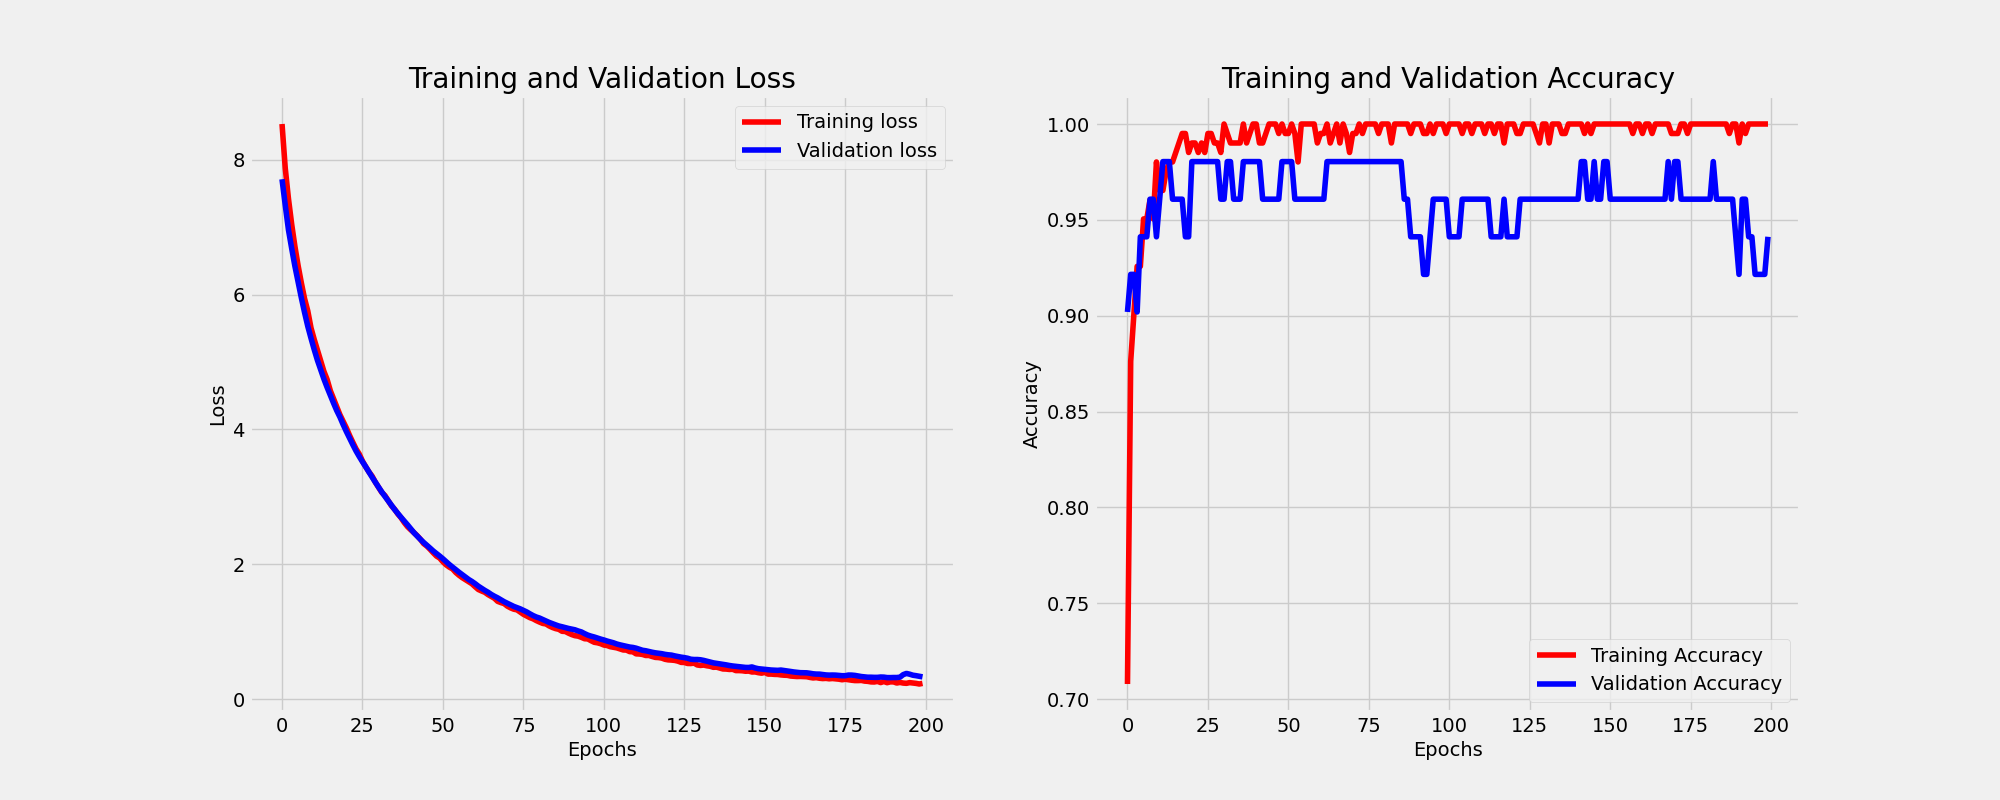 Training and Validation Loss
Training loss
Validation loss
8
6
4
2
0
Loss
0 25 50 75 100 125 150 175 200
Epochs
Training and Validation Accuracy
1.00
0.95
0.90
0.85
0.80
0.75
0.70
Accuracy
Training Accuracy
Validation Accuracy
0 25 50 75 100 125 150 175 200
Epochs